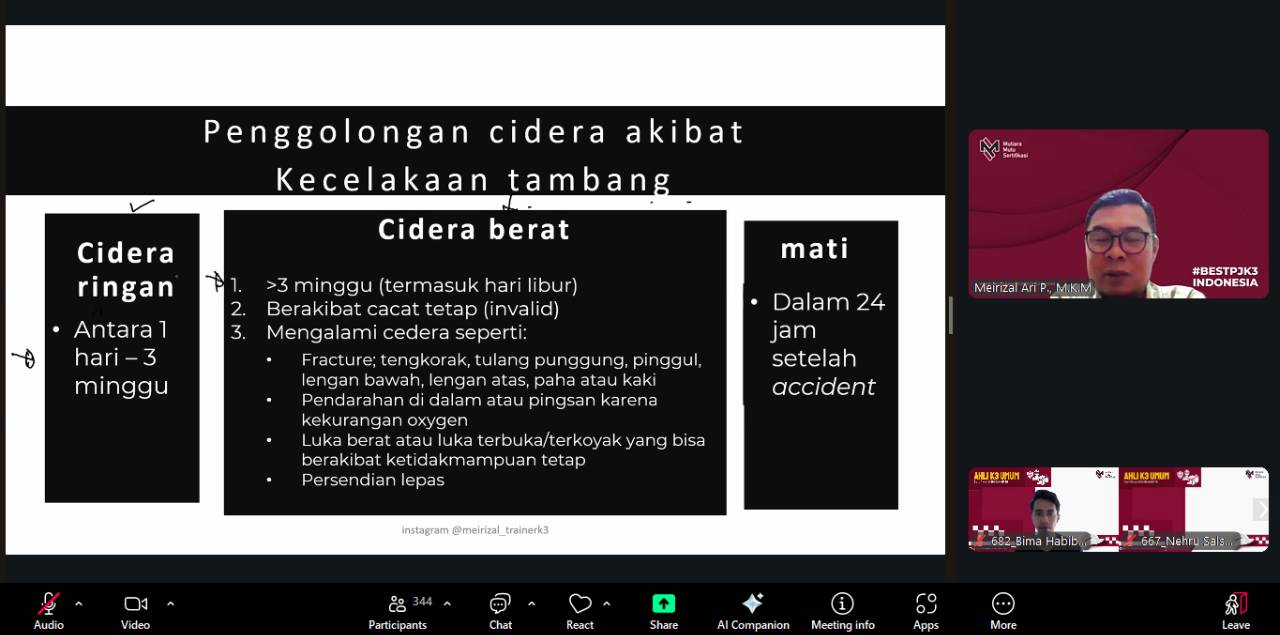 Penggolongan cidera akibat
Kecelakaan tambang
Cidera
ringan
• Antara 1
hari – 3
minggu
Cidera berat
1. >3 minggu (termasuk hari libur)
2. Berakibat cacat tetap (invalid)
3. Mengalami cedera seperti:
• Fracture; tengkorak, tulang punggung, pinggul,
lengan bawah, lengan atas, paha atau kaki
• Pendarahan di dalam atau pingsan karena
kekurangan oxygen
• Luka berat atau luka terbuka/terkoyak yang bisa
berakibat ketidakmampuan tetap
• Persendian lepas
mati
• Dalam 24
jam
setelah
accident
instagram @meirizal_trainerk3
Mutiara
Mutu
Sertifikasi
#BESTPJK3
INDONESIA
Meirizal Ari P., M.K.M
AHLI K3 UMUM
682_Bima Habib...
AHLI K3 UMUM
667_Nehru Sals...
Audio
Video
344
Participants
Chat
React
Share
AI Companion
Meeting info
Apps
More
Leave